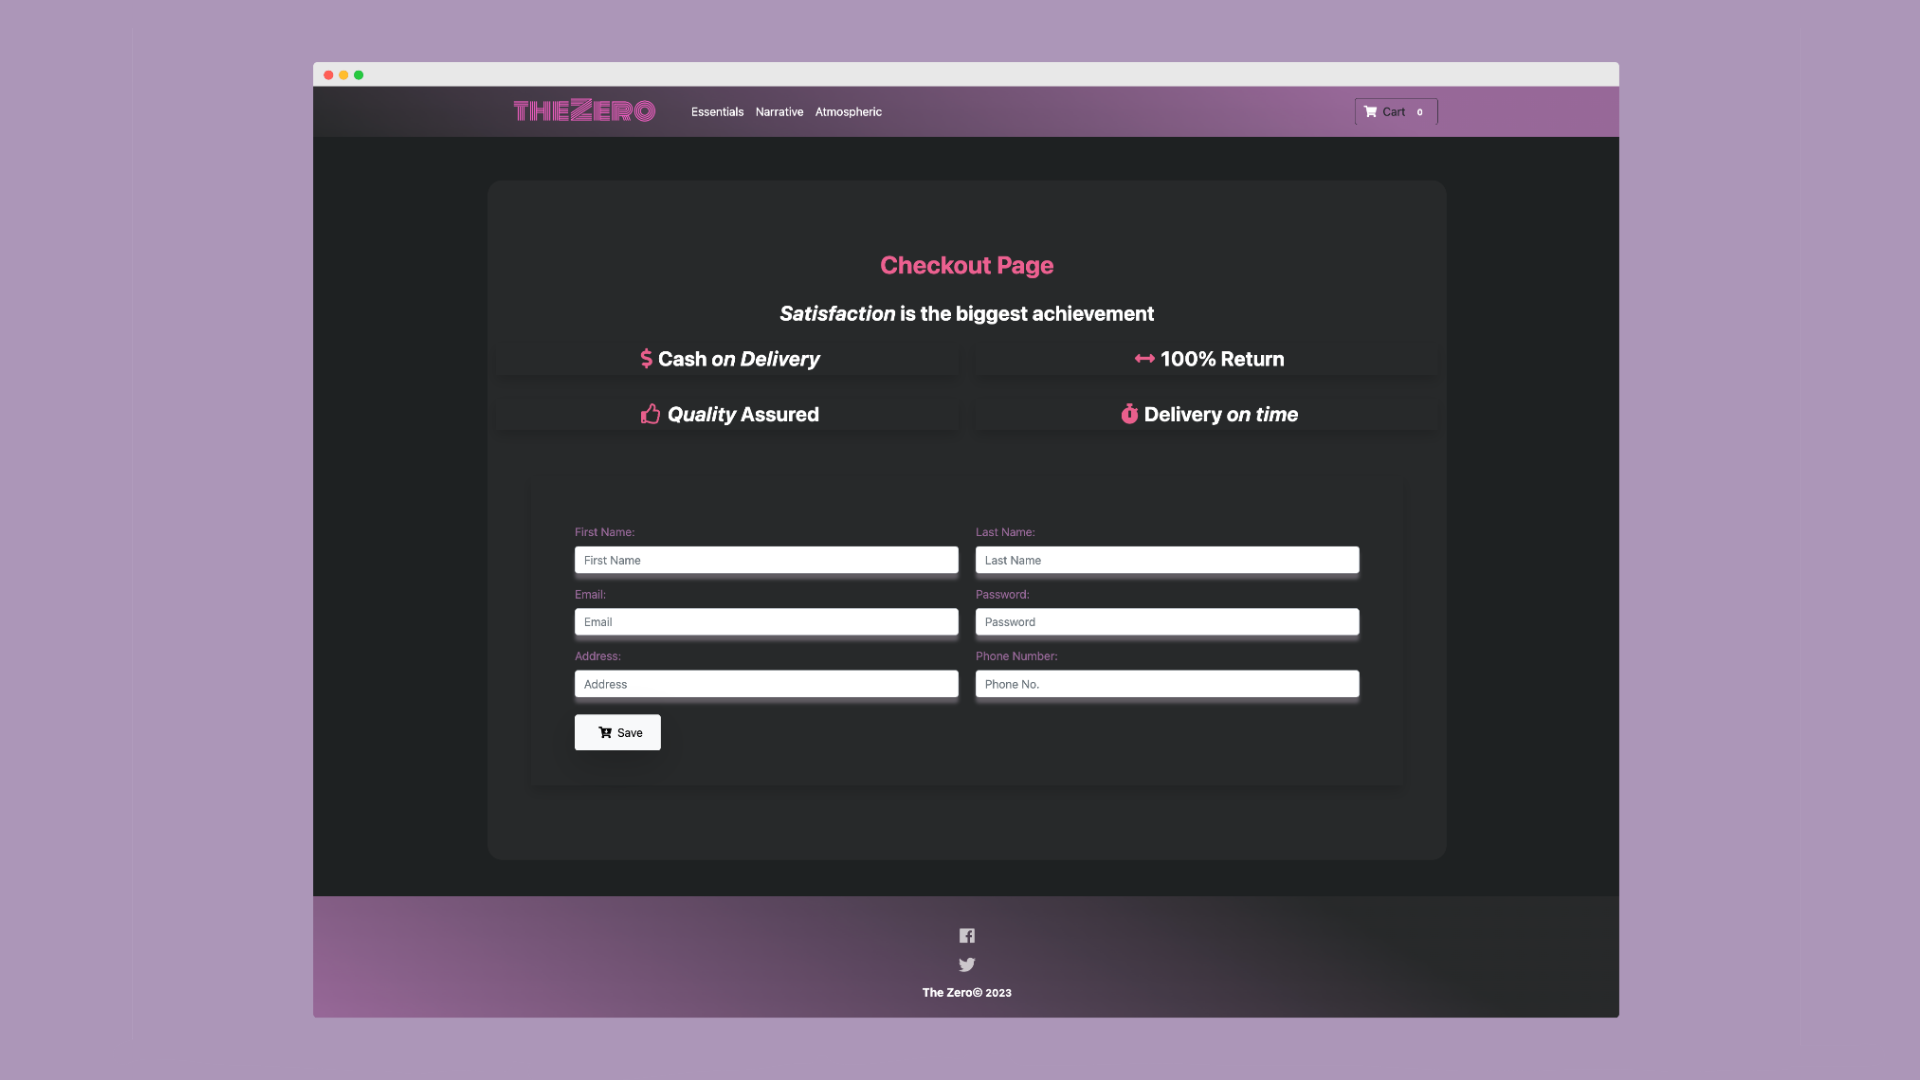 THEZERO Essentials Narrative Atmospheric Cart 0
Checkout Page
Satisfaction is the biggest achievement
Cash on Delivery 100% Return
Quality Assured Delivery on time
First Name: Last Name:
First Name Last Name
Email: Password:
Email Password
Address: Phone Number:
Address Phone No.
Save
The Zero© 2023